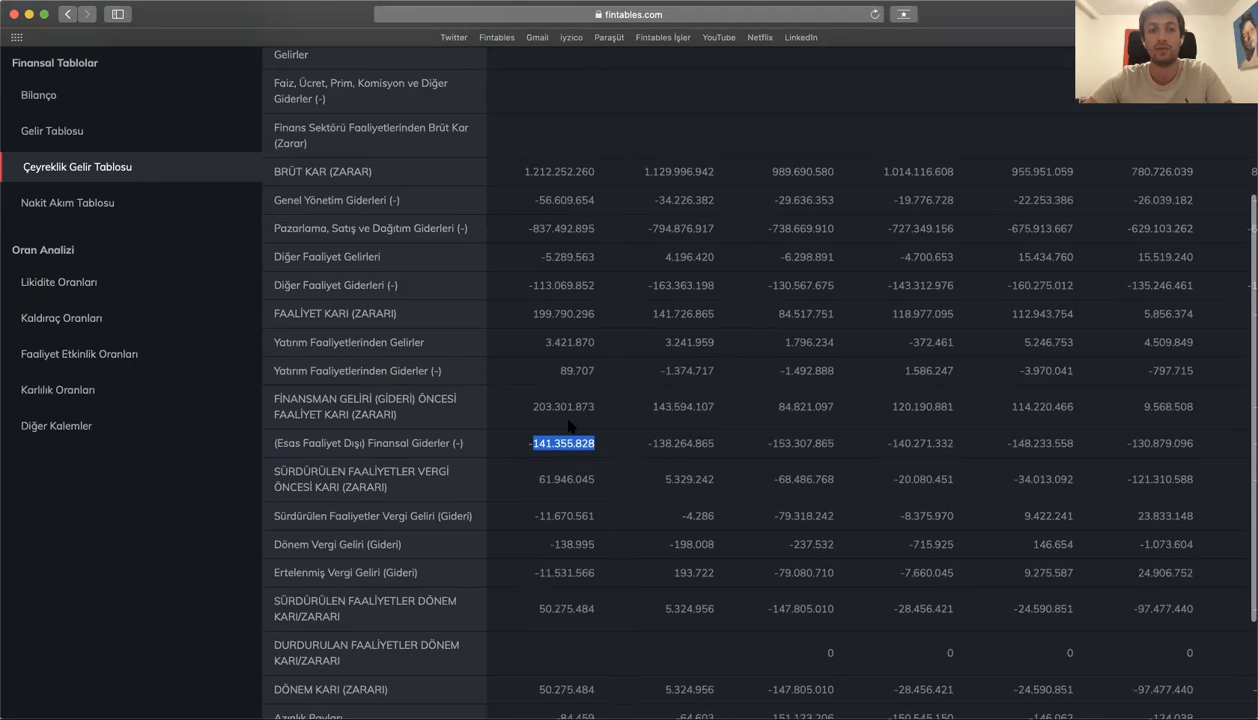 fintables.com
Twitter Fintables Gmail iyzico Paraşüt Fintables İşler YouTube Netflix LinkedIn
Finansal Tablolar
Bilanço
Gelir Tablosu
Çeyreklik Gelir Tablosu
Nakit Akım Tablosu
Oran Analizi
Likidite Oranları
Kaldıraç Oranları
Faaliyet Etkinlik Oranları
Karlılık Oranları
Diğer Kalemler
Gelirler
Faiz, Ücret, Prim, Komisyon ve Diğer
Giderler (-)
Finans Sektörü Faaliyetlerinden Brüt Kar
(Zarar)
BRÜT KAR (ZARAR) 1.212.252.260 1.129.996.942 989.690.580 1.014.116.608 955.951.059 780.726.039 8
Genel Yönetim Giderleri (-) -56.609.654 -34.226.382 -29.636.353 -19.776.728 -22.253.386 -26.039.182
Pazarlama, Satış ve Dağıtım Giderleri (-) -837.492.895 -794.876.917 -738.669.910 -727.349.156 -675.913.667 -629.103.262
Diğer Faaliyet Gelirleri -5.289.563 4.196.420 -6.298.891 -4.700.653 15.434.760 15.519.240
Diğer Faaliyet Giderleri (-) -113.069.852 -163.363.198 -130.567.675 -143.312.976 -160.275.012 -135.246.461
FAALİYET KARI (ZARARI) 199.790.296 141.726.865 84.517.751 118.977.095 112.943.754 5.856.374
Yatırım Faaliyetlerinden Gelirler 3.421.870 3.241.959 1.796.234 -372.461 5.246.753 4.509.849
Yatırım Faaliyetlerinden Giderler (-) 89.707 -1.374.717 -1.492.888 1.586.247 -3.970.041 -797.715
FİNANSMAN GELİRİ (GİDERİ) ÖNCESİ
FAALİYET KARI (ZARARI) 203.301.873 143.594.107 84.821.097 120.190.881 114.220.466 9.568.508
(Esas Faaliyet Dışı) Finansal Giderler (-) -141.355.828 -138.264.865 -153.307.865 -140.271.332 -148.233.558 -130.879.096
SÜRDÜRÜLEN FAALİYETLER VERGİ
ÖNCESİ KARI (ZARARI) 61.946.045 5.329.242 -68.486.768 -20.080.451 -34.013.092 -121.310.588
Sürdürülen Faaliyetler Vergi Geliri (Gideri) -11.670.561 -4.286 -79.318.242 -8.375.970 9.422.241 23.833.148
Dönem Vergi Geliri (Gideri) -138.995 -198.008 -237.532 -715.925 146.654 -1.073.604
Ertelenmiş Vergi Geliri (Gideri) -11.531.566 193.722 -79.080.710 -7.660.045 9.275.587 24.906.752
SÜRDÜRÜLEN FAALİYETLER DÖNEM
KARI/ZARARI 50.275.484 5.324.956 -147.805.010 -28.456.421 -24.590.851 -97.477.440
DURDURULAN FAALİYETLER DÖNEM
KARI/ZARARI 0 0 0 0
DÖNEM KARI (ZARARI) 50.275.484 5.324.956 -147.805.010 -28.456.421 -24.590.851 -97.477.440
Azınlık Payları -84.459 -64.603 151.123.206 -150.545.150 -146.062 -124.038